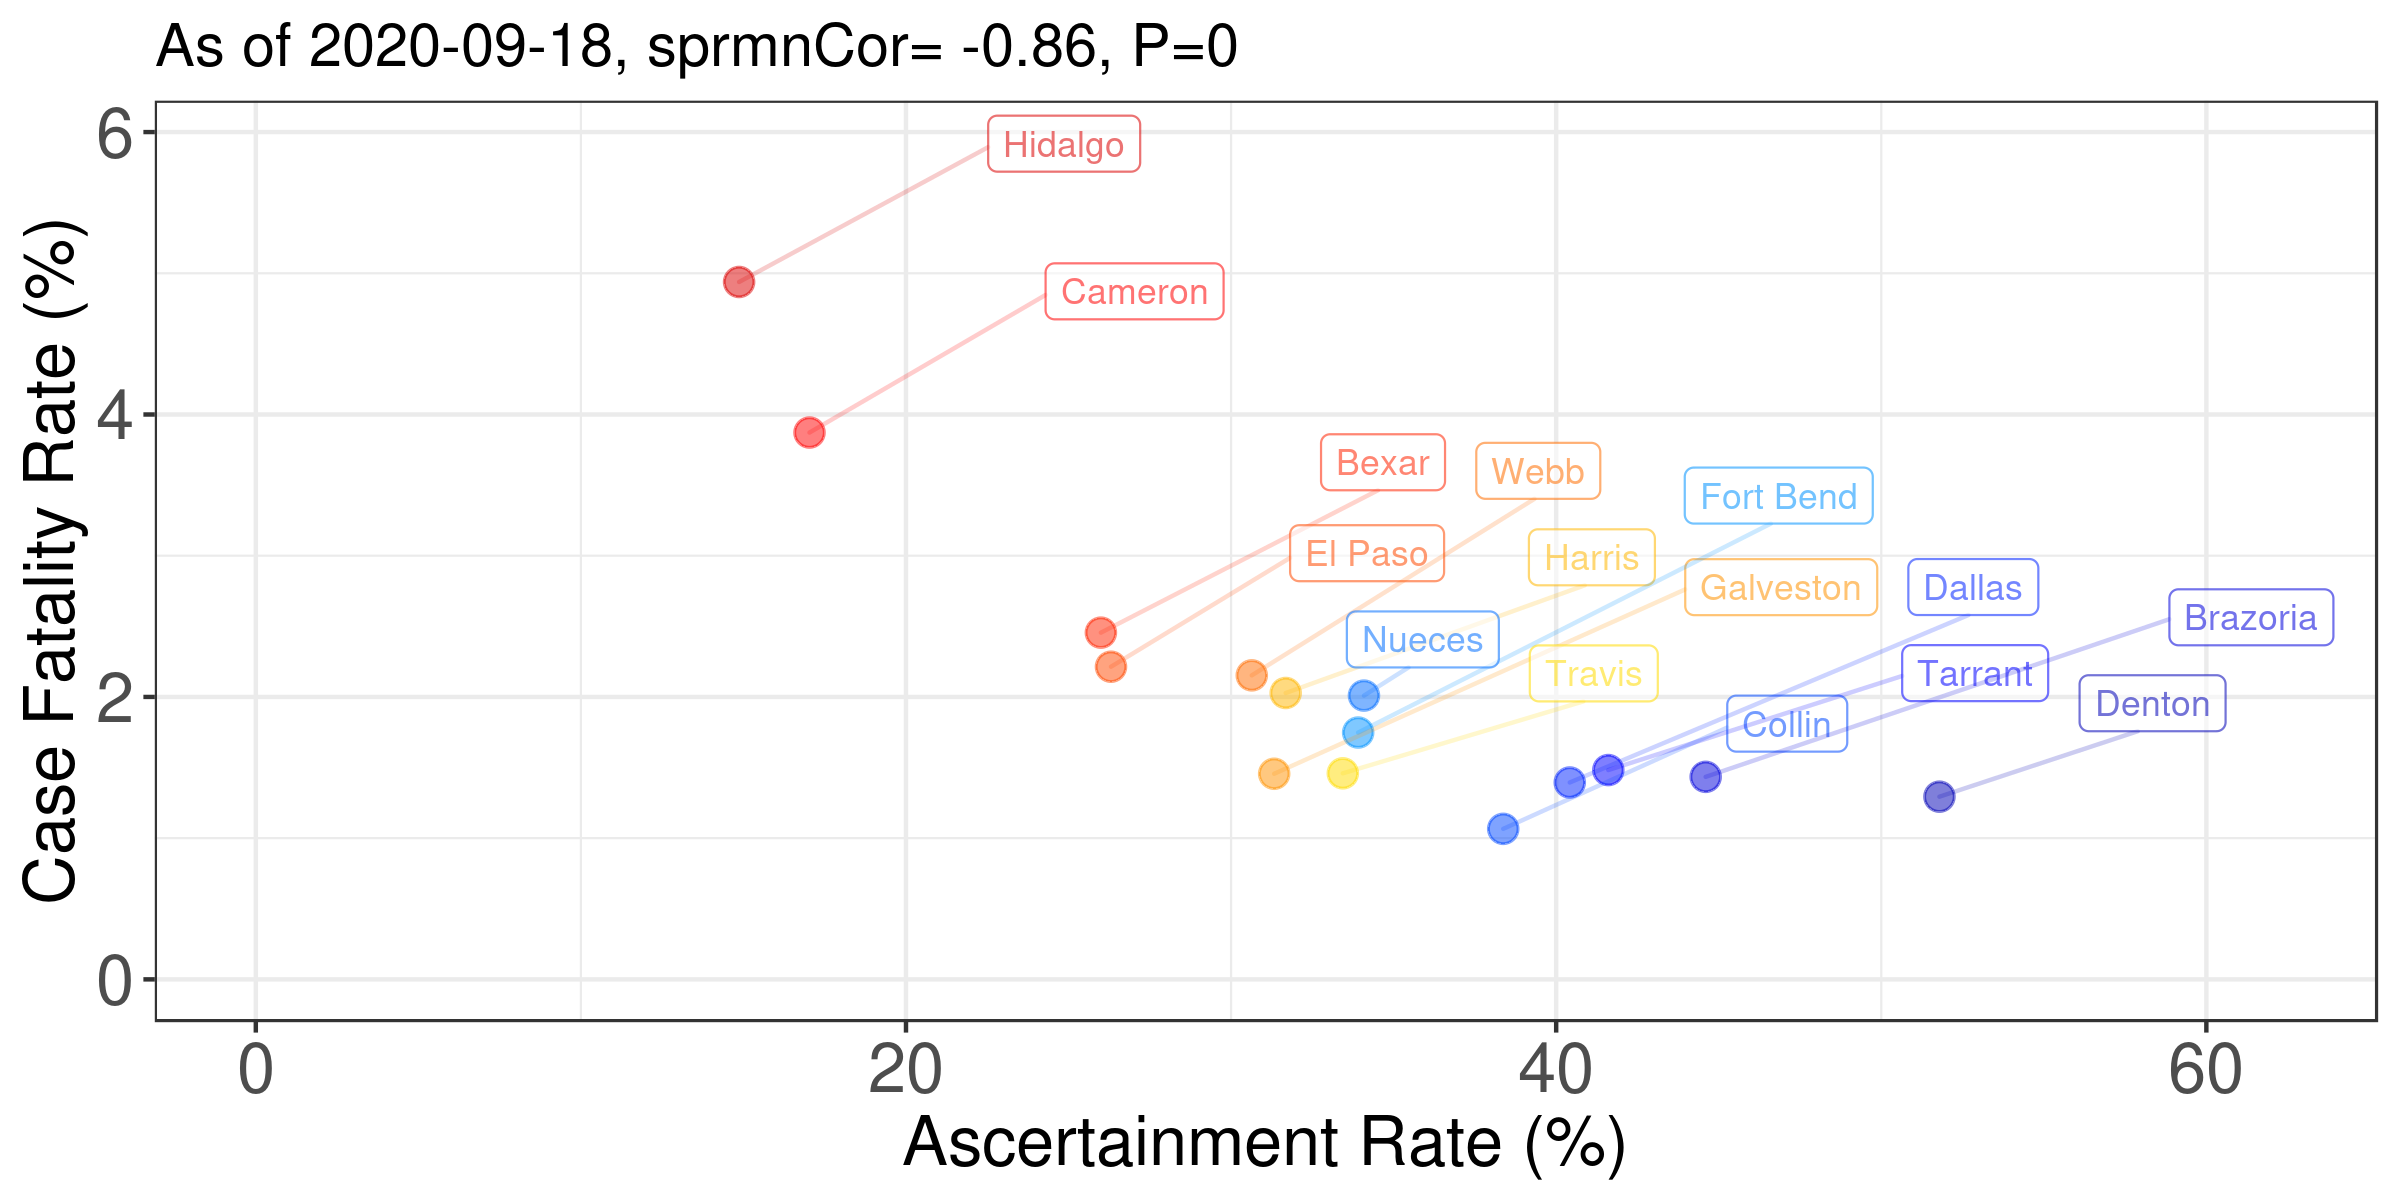 As of 2020-09-18, sprmnCor= -0.86, P=0
Case Fatality Rate (%)
6
4
2
0
Hidalgo
Cameron
Bexar
Webb
Fort Bend
El Paso
Harris
Galveston
Dallas
Brazoria
Nueces
Travis
Tarrant
Denton
Collin
0
20
40
60
Ascertainment Rate (%)